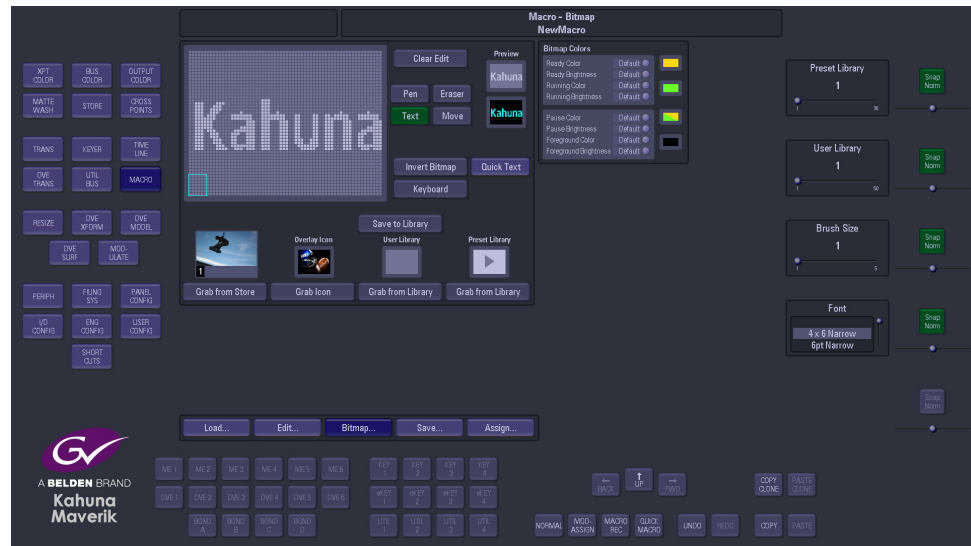 Macro - Bitmap
NewMacro
XPT COLOR
BUS COLOR
OUTPUT COLOR
MATTE WASH
STORE
CROSS POINTS
TRANS
KEYER
TIME LINE
DVE TRANS
UTIL BUS
MACRO
RESIZE
DVE XFORM
DVE MODEL
DVE SURF
MOD-ULATE
PERIPH
FILING SYS
PANEL CONFIG
I/O CONFIG
ENG CONFIG
USER CONFIG
SHORT CUTS
Kahuna
Clear Edit
Pen
Eraser
Text
Move
Invert Bitmap
Quick Text
Keyboard
Preview
Kahuna
Kahuna
Save to Library
1
Overlay Icon
User Library
Preset Library
Grab from Store
Grab Icon
Grab from Library
Grab from Library
Bitmap Colors
Ready Color Default
Ready Brightness Default
Running Color Default
Running Brightness Default
Pause Color Default
Pause Brightness Default
Foreground Color Default
Foreground Brightness Default
Preset Library
1
1 36
Snap Norm
User Library
1
1 50
Snap Norm
Brush Size
1
1 5
Snap Norm
Font
4 x 6 Narrow
6pt Narrow
Snap Norm
Snap Norm
Load...
Edit...
Bitmap...
Save...
Assign...
GV
A BELDEN BRAND
Kahuna
Maverik
ME 1
ME 2
ME 3
ME 4
ME 5
ME 6
KEY 1
KEY 2
KEY 3
KEY 4
DVE 1
DVE 2
DVE 3
DVE 4
DVE 5
DVE 6
eKEY 1
eKEY 2
eKEY 3
eKEY 4
BGND A
BGND B
BGND C
BGND D
UTIL 1
UTIL 2
UTIL 3
UTIL 4
BACK
UP
FWD
COPY CLONE
PASTE CLONE
NORMAL
MOD-ASSIGN
MACRO REC
QUICK MACRO
UNDO
REDO
COPY
PASTE